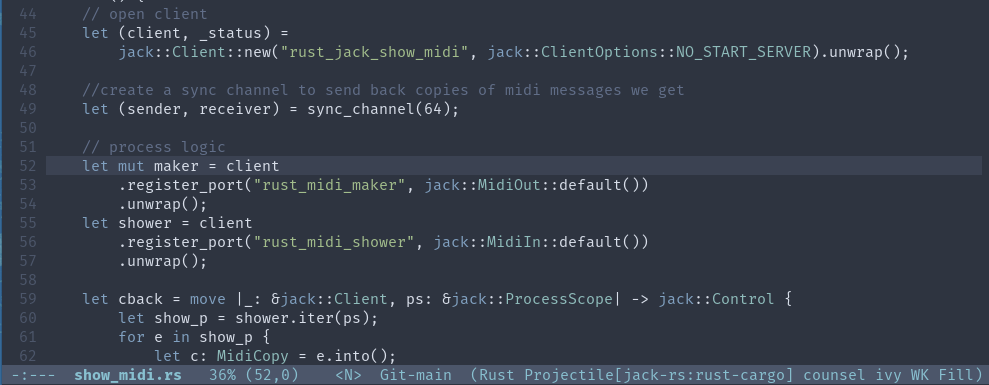 44    // open client
45    let (client, _status) =
46        jack::Client::new("rust_jack_show_midi", jack::ClientOptions::NO_START_SERVER).unwrap();
47
48    //create a sync channel to send back copies of midi messages we get
49    let (sender, receiver) = sync_channel(64);
50
51    // process logic
52    let mut maker = client
53        .register_port("rust_midi_maker", jack::MidiOut::default())
54        .unwrap();
55    let shower = client
56        .register_port("rust_midi_shower", jack::MidiIn::default())
57        .unwrap();
58
59    let cback = move |_: &jack::Client, ps: &jack::ProcessScope| -> jack::Control {
60        let show_p = shower.iter(ps);
61        for e in show_p {
62            let c: MidiCopy = e.into();
-:---  show_midi.rs   36% (52,0)    <N>  Git-main  (Rust Projectile[jack-rs:rust-cargo] counsel ivy WK Fill)